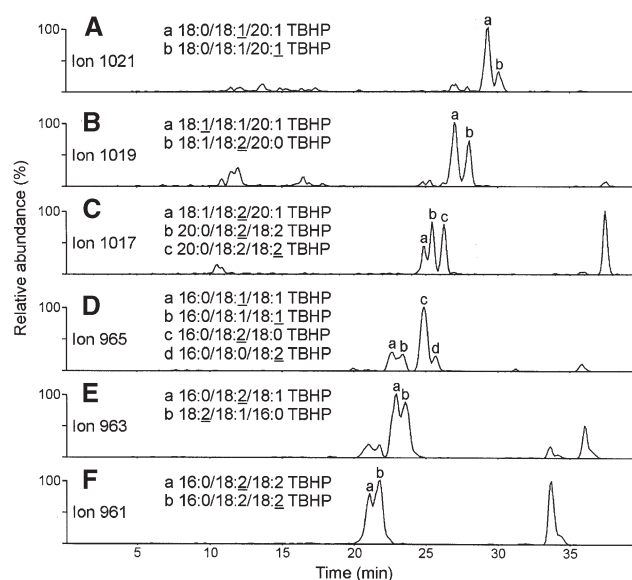 A
100
Ion 1021
a 18:0/18:1/20:1 TBHP
b 18:0/18:1/20:1 TBHP
a
b
B
100
Ion 1019
a 18:1/18:1/20:1 TBHP
b 18:1/18:2/20:0 TBHP
a
b
C
100
Ion 1017
a 18:1/18:2/20:1 TBHP
b 20:0/18:2/18:2 TBHP
c 20:0/18:2/18:2 TBHP
a
b
c
D
100
Ion 965
a 16:0/18:1/18:1 TBHP
b 16:0/18:1/18:1 TBHP
c 16:0/18:2/18:0 TBHP
d 16:0/18:0/18:2 TBHP
a
b
c
d
E
100
Ion 963
a 16:0/18:2/18:1 TBHP
b 18:2/18:1/16:0 TBHP
a
b
F
100
Ion 961
a 16:0/18:2/18:2 TBHP
b 16:0/18:2/18:2 TBHP
a
b
Relative abundance (%)
5 10 15 20 25 30 35
Time (min)